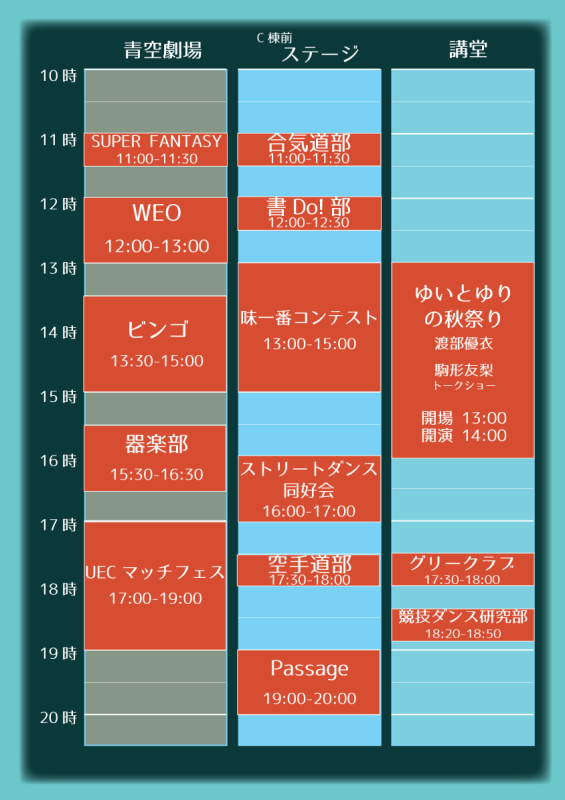 青空劇場
C棟前
ステージ
講堂
10時
11時
12時
13時
14時
15時
16時
17時
18時
19時
20時
SUPER FANTASY
11:00-11:30
WEO
12:00-13:00
ビンゴ
13:30-15:00
器楽部
15:30-16:30
UEC マッチフェス
17:00-19:00
合気道部
11:00-11:30
書Do!部
12:00-12:30
味一番コンテスト
13:00-15:00
ストリートダンス
同好会
16:00-17:00
空手道部
17:30-18:00
Passage
19:00-20:00
ゆいとゆり
の秋祭り
渡部優衣
駒形友梨
トークショー
開場 13:00
開演 14:00
グリークラブ
17:30-18:00
競技ダンス研究部
18:20-18:50